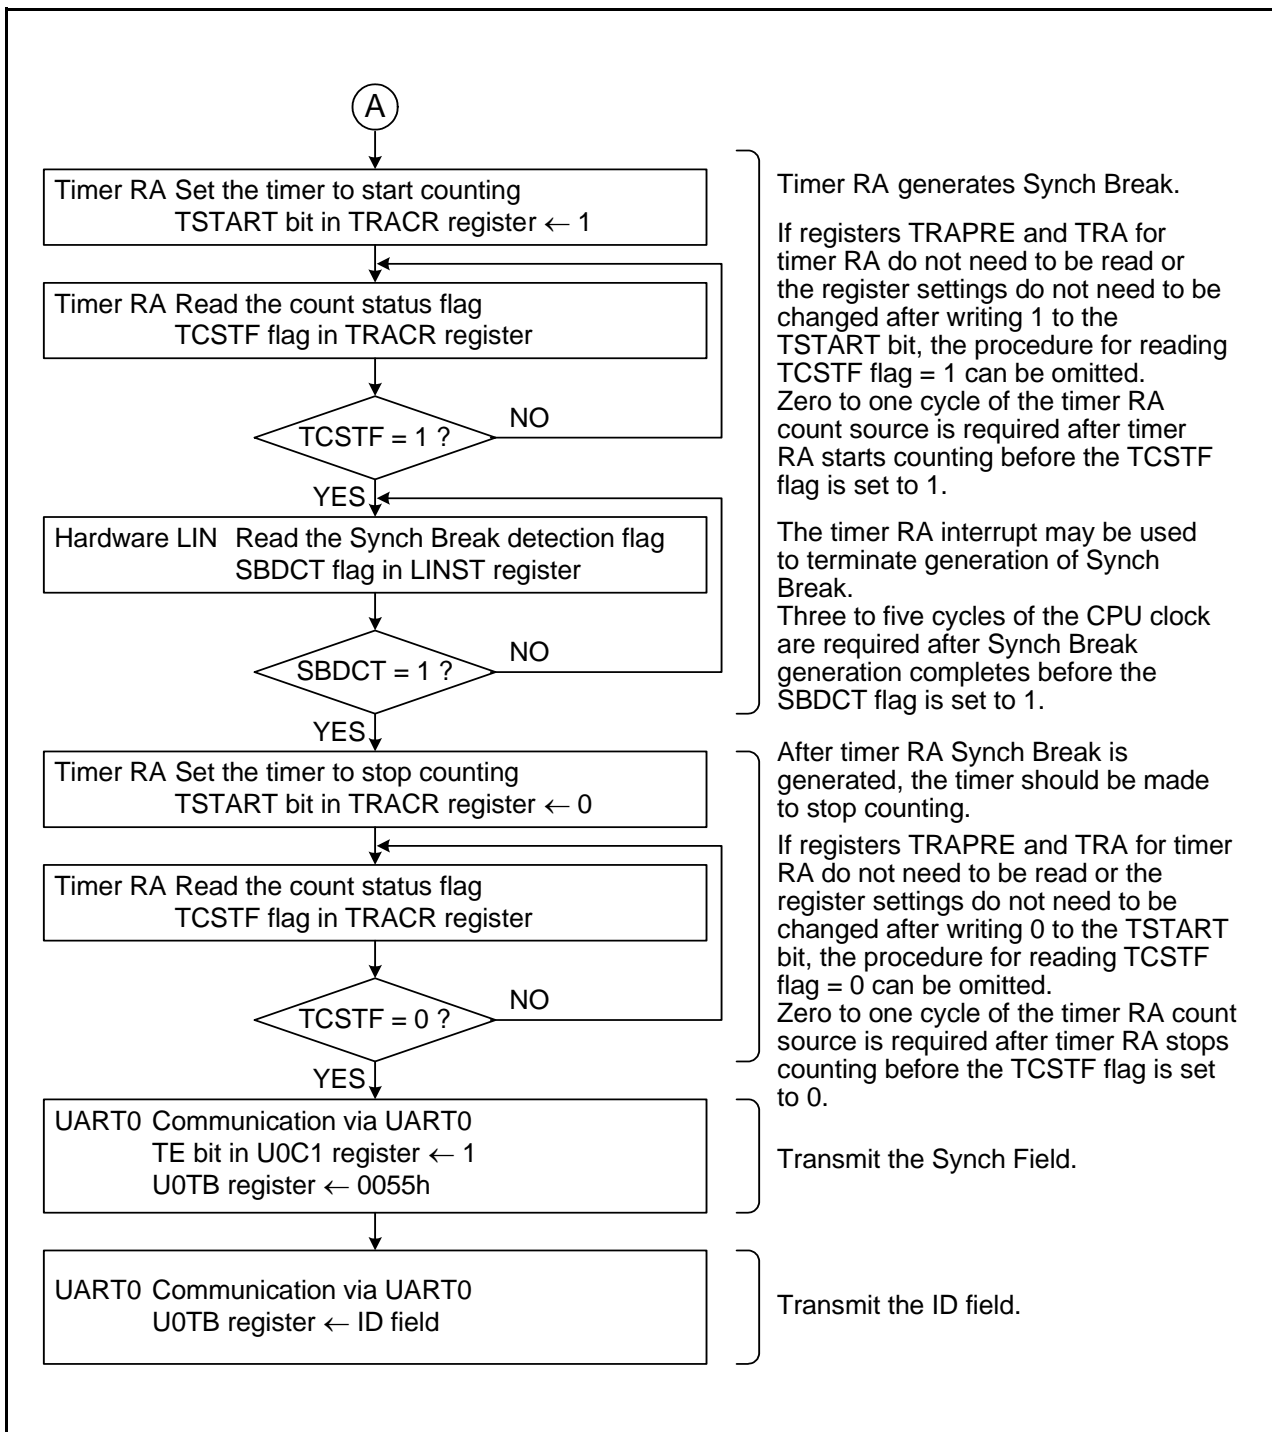 A
Timer RA Set the timer to start counting
TSTART bit in TRACR register ← 1
Timer RA Read the count status flag
TCSTF flag in TRACR register
TCSTF = 1 ?
NO
YES
Hardware LIN Read the Synch Break detection flag
SBDCT flag in LINST register
SBDCT = 1 ?
NO
YES
Timer RA generates Synch Break.
If registers TRAPRE and TRA for
timer RA do not need to be read or
the register settings do not need to be
changed after writing 1 to the
TSTART bit, the procedure for reading
TCSTF flag = 1 can be omitted.
Zero to one cycle of the timer RA
count source is required after timer
RA starts counting before the TCSTF
flag is set to 1.
The timer RA interrupt may be used
to terminate generation of Synch
Break.
Three to five cycles of the CPU clock
are required after Synch Break
generation completes before the
SBDCT flag is set to 1.
Timer RA Set the timer to stop counting
TSTART bit in TRACR register ← 0
Timer RA Read the count status flag
TCSTF flag in TRACR register
TCSTF = 0 ?
NO
YES
After timer RA Synch Break is
generated, the timer should be made
to stop counting.
If registers TRAPRE and TRA for timer
RA do not need to be read or the
register settings do not need to be
changed after writing 0 to the TSTART
bit, the procedure for reading TCSTF
flag = 0 can be omitted.
Zero to one cycle of the timer RA count
source is required after timer RA stops
counting before the TCSTF flag is set
to 0.
UART0 Communication via UART0
TE bit in U0C1 register ← 1
U0TB register ← 0055h
Transmit the Synch Field.
UART0 Communication via UART0
U0TB register ← ID field
Transmit the ID field.